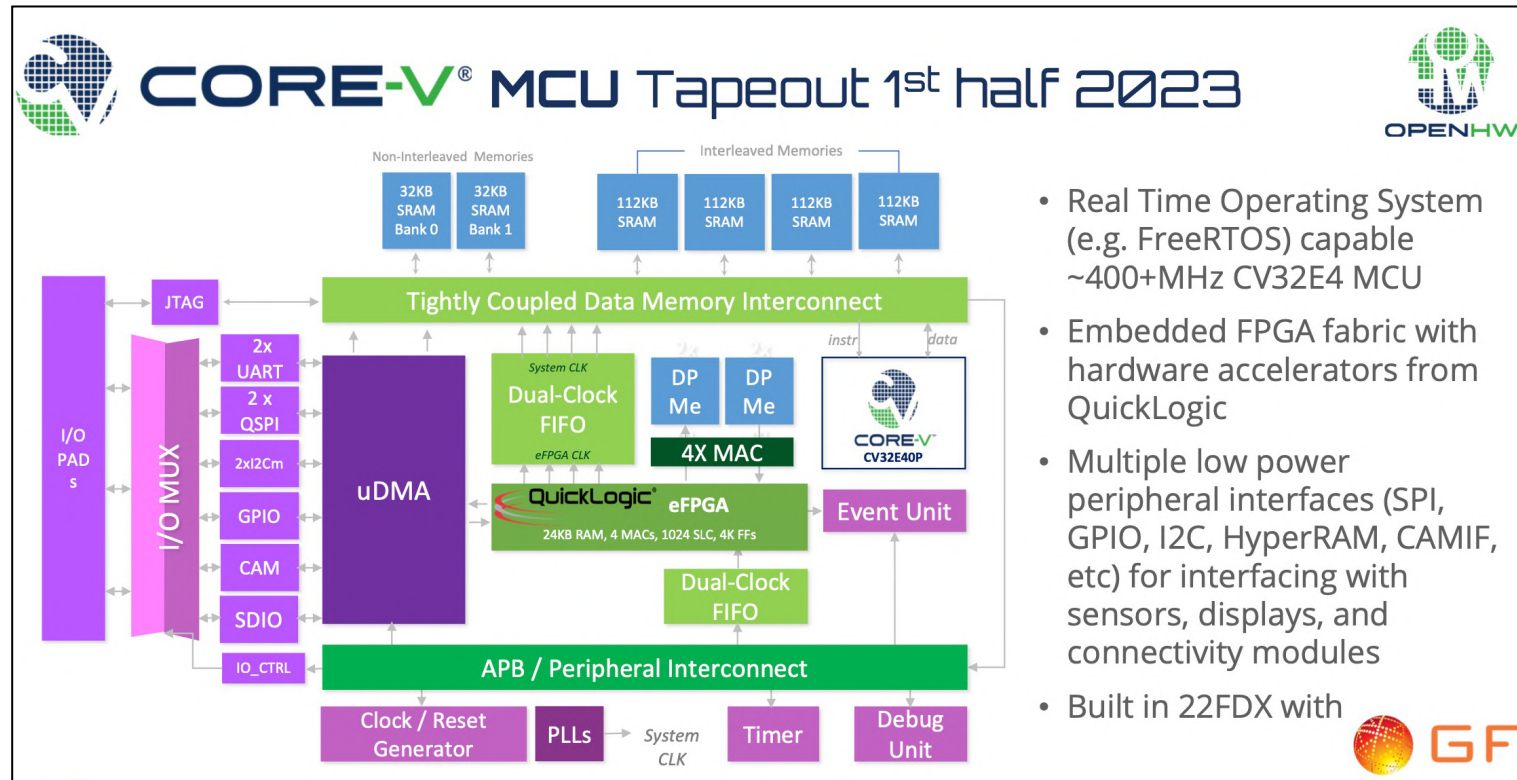 CORE-V® MCU Tapeout 1st half 2023
OPENHW
Non-Interleaved Memories
Interleaved Memories
32KB
SRAM
Bank 0
32KB
SRAM
Bank 1
112KB
SRAM
112KB
SRAM
112KB
SRAM
112KB
SRAM
Tightly Coupled Data Memory Interconnect
I/O
PAD
s
JTAG
I/O MUX
2x
UART
2 x
QSPI
2xI2Cm
GPIO
CAM
SDIO
IO_CTRL
uDMA
System CLK
Dual-Clock
FIFO
eFPGA CLK
DP
Me
DP
Me
4X MAC
instr
data
CORE-V™
CV32E40P
QuickLogic®
eFPGA
24KB RAM, 4 MACs, 1024 SLC, 4K FFs
Event Unit
Dual-Clock
FIFO
APB / Peripheral Interconnect
Clock / Reset
Generator
PLLs
System
CLK
Timer
Debug
Unit
• Real Time Operating System
(e.g. FreeRTOS) capable
~400+MHz CV32E4 MCU
• Embedded FPGA fabric with
hardware accelerators from
QuickLogic
• Multiple low power
peripheral interfaces (SPI,
GPIO, I2C, HyperRAM, CAMIF,
etc) for interfacing with
sensors, displays, and
connectivity modules
• Built in 22FDX with
GF